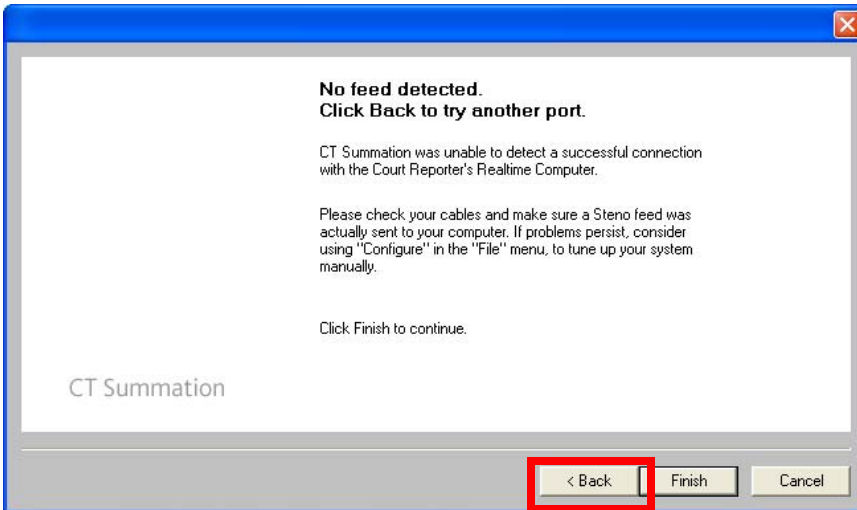 No feed detected.
Click Back to try another port.
CT Summation was unable to detect a successful connection
with the Court Reporter's Realtime Computer.
Please check your cables and make sure a Steno feed was
actually sent to your computer. If problems persist, consider
using "Configure" in the "File" menu, to tune up your system
manually.
Click Finish to continue.
CT Summation
< Back
Finish
Cancel